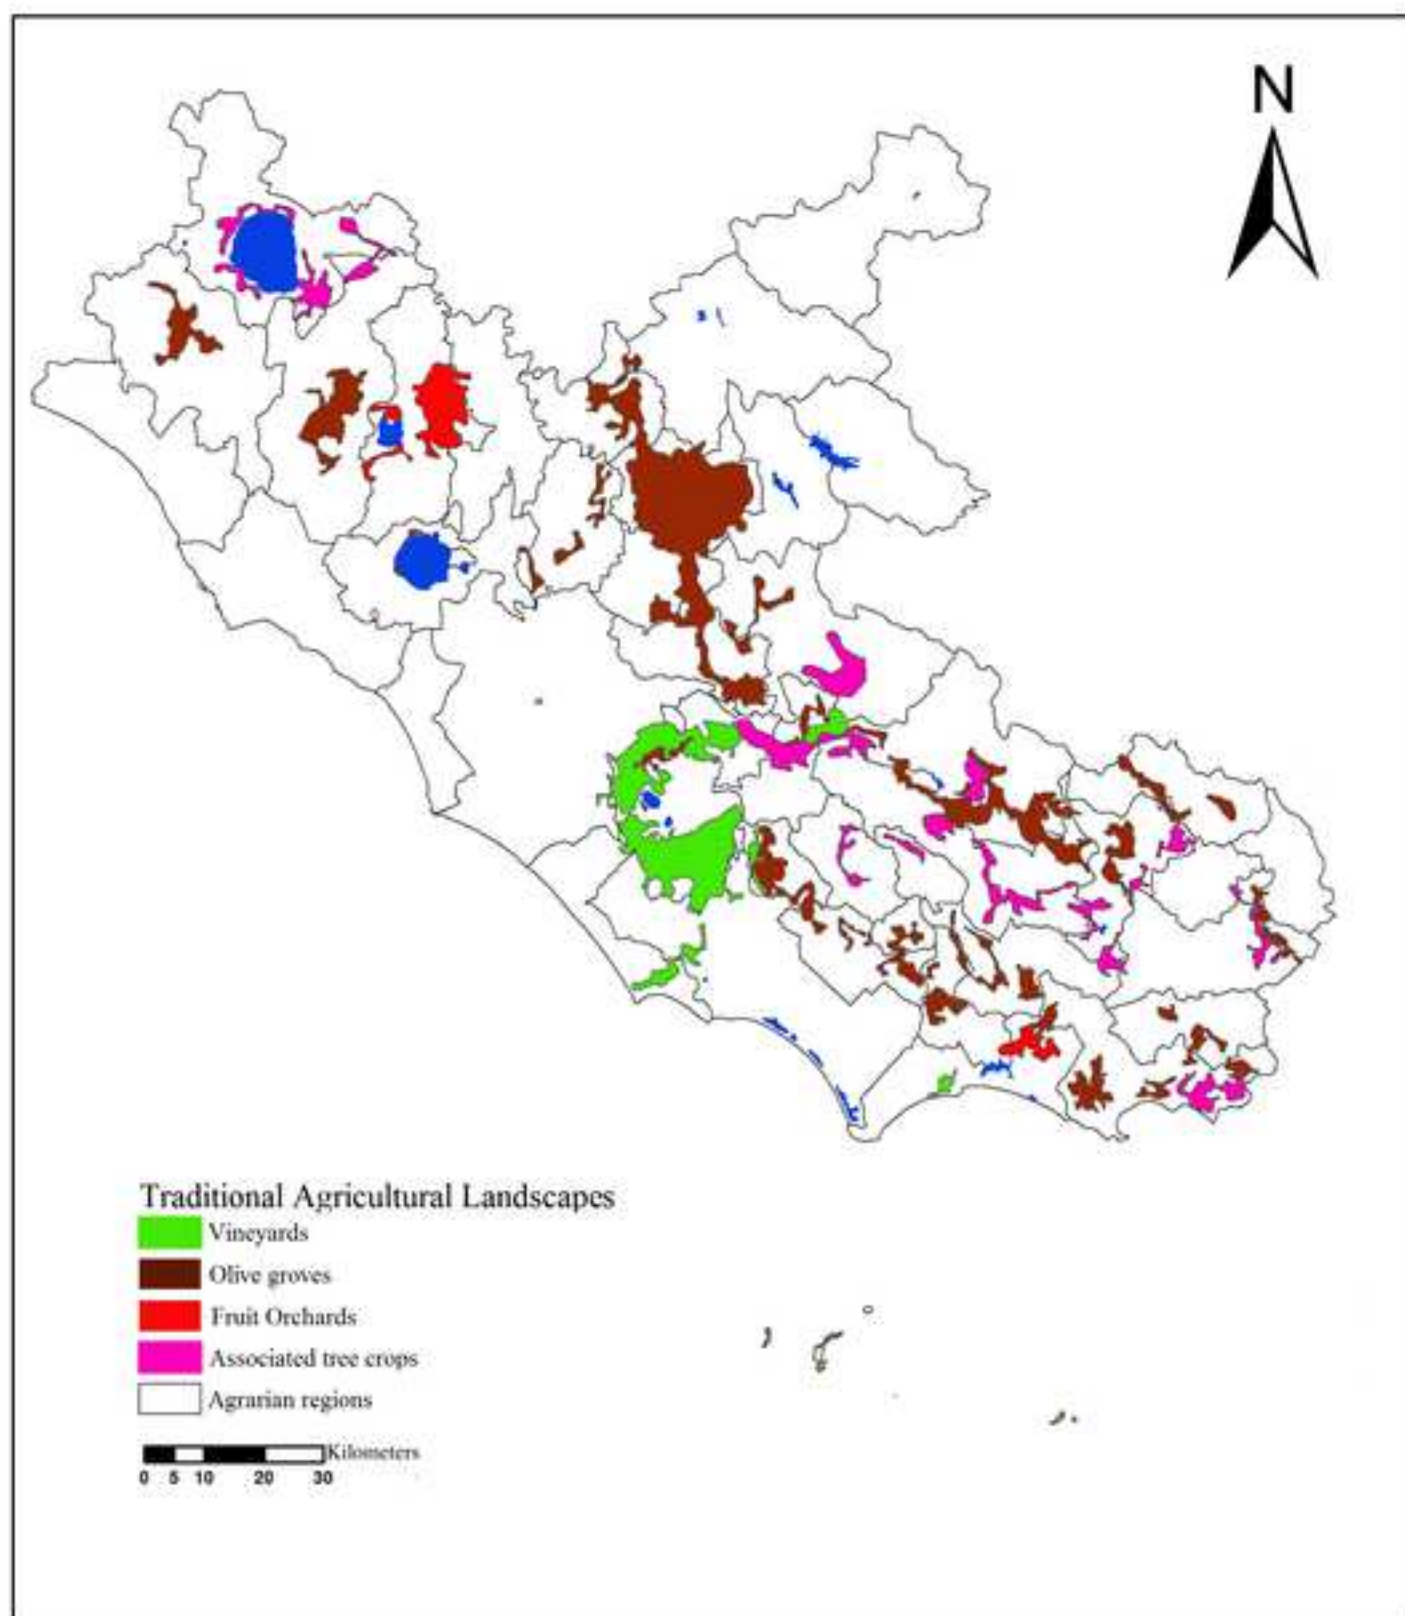 N
Traditional Agricultural Landscapes
Vineyards
Olive groves
Fruit Orchards
Associated tree crops
Agrarian regions
Kilometers
0 5 10 20 30